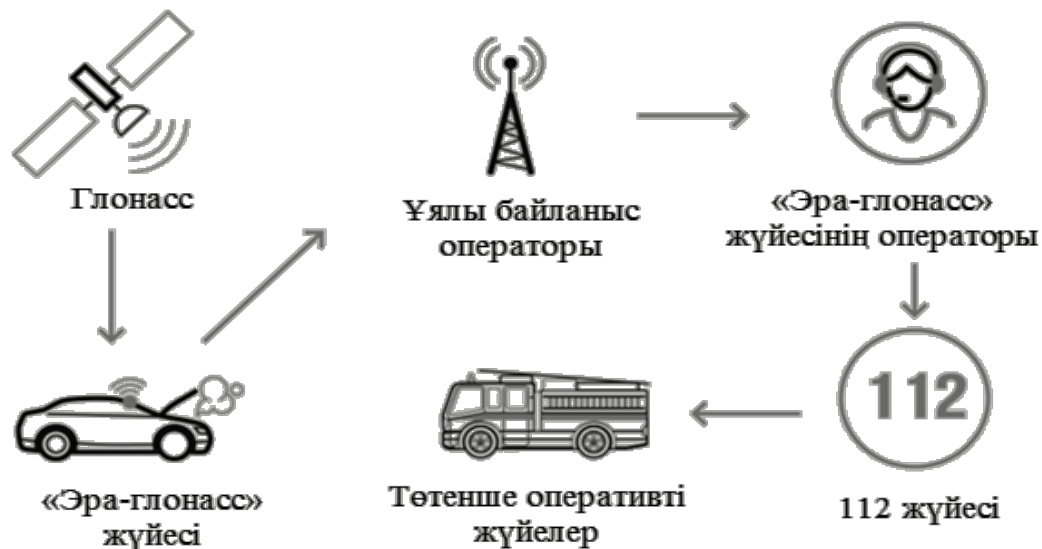 Глонасс
Ұялы байланыс
операторы
«Эра-глонасс»
жүйесінің операторы
112
«Эра-глонасс»
жүйесі
Төтенше оперативті
жүйелер
112 жүйесі